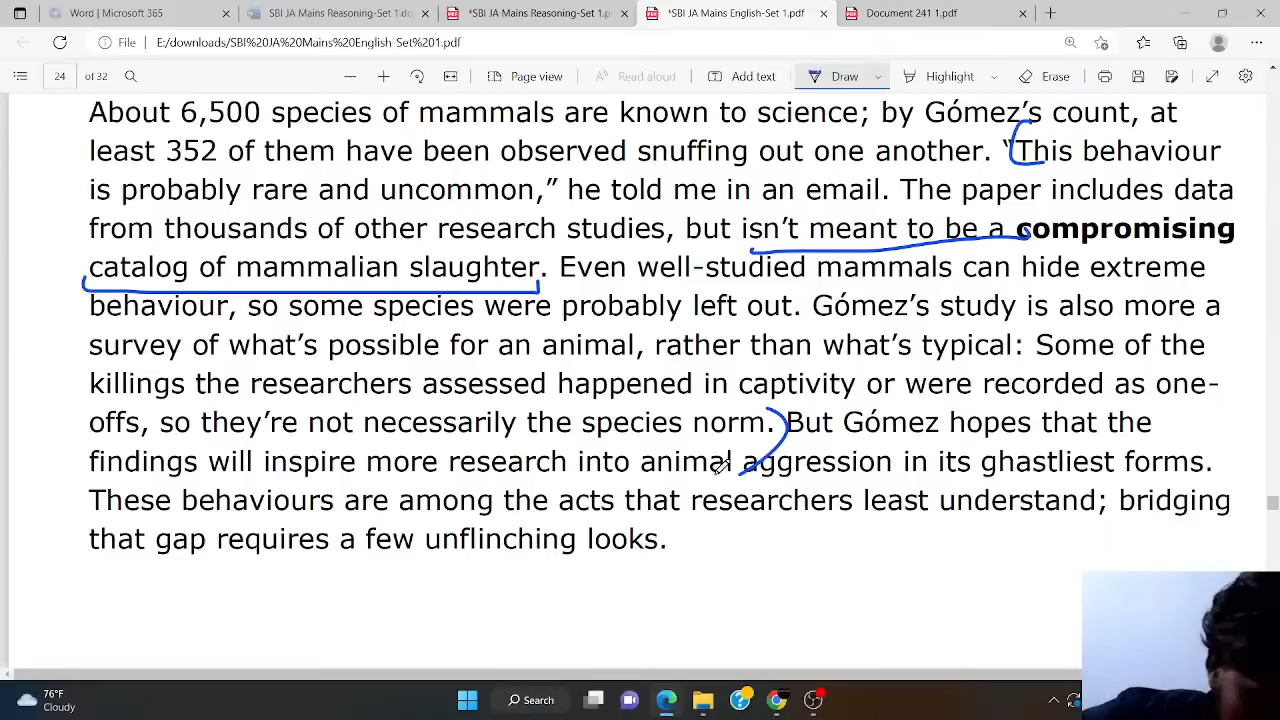 Word | Microsoft 365
SBI JA Mains Reasoning-Set 1.do
*SBI JA Mains Reasoning-Set 1.p
*SBI JA Mains English-Set 1.pdf
Document 241 1.pdf
File
E:/downloads/SBI%20JA%20Mains%20English-Set%201.pdf
24 of 32
Page view
Read aloud
Add text
Draw
Highlight
Erase
About 6,500 species of mammals are known to science; by Gómez’s count, at
least 352 of them have been observed snuffing out one another. “This behaviour
is probably rare and uncommon,” he told me in an email. The paper includes data
from thousands of other research studies, but isn’t meant to be a compromising
catalog of mammalian slaughter. Even well-studied mammals can hide extreme
behaviour, so some species were probably left out. Gómez’s study is also more a
survey of what’s possible for an animal, rather than what’s typical: Some of the
killings the researchers assessed happened in captivity or were recorded as one-
offs, so they’re not necessarily the species norm. But Gómez hopes that the
findings will inspire more research into animal aggression in its ghastliest forms.
These behaviours are among the acts that researchers least understand; bridging
that gap requires a few unflinching looks.
76°F
Cloudy
Search